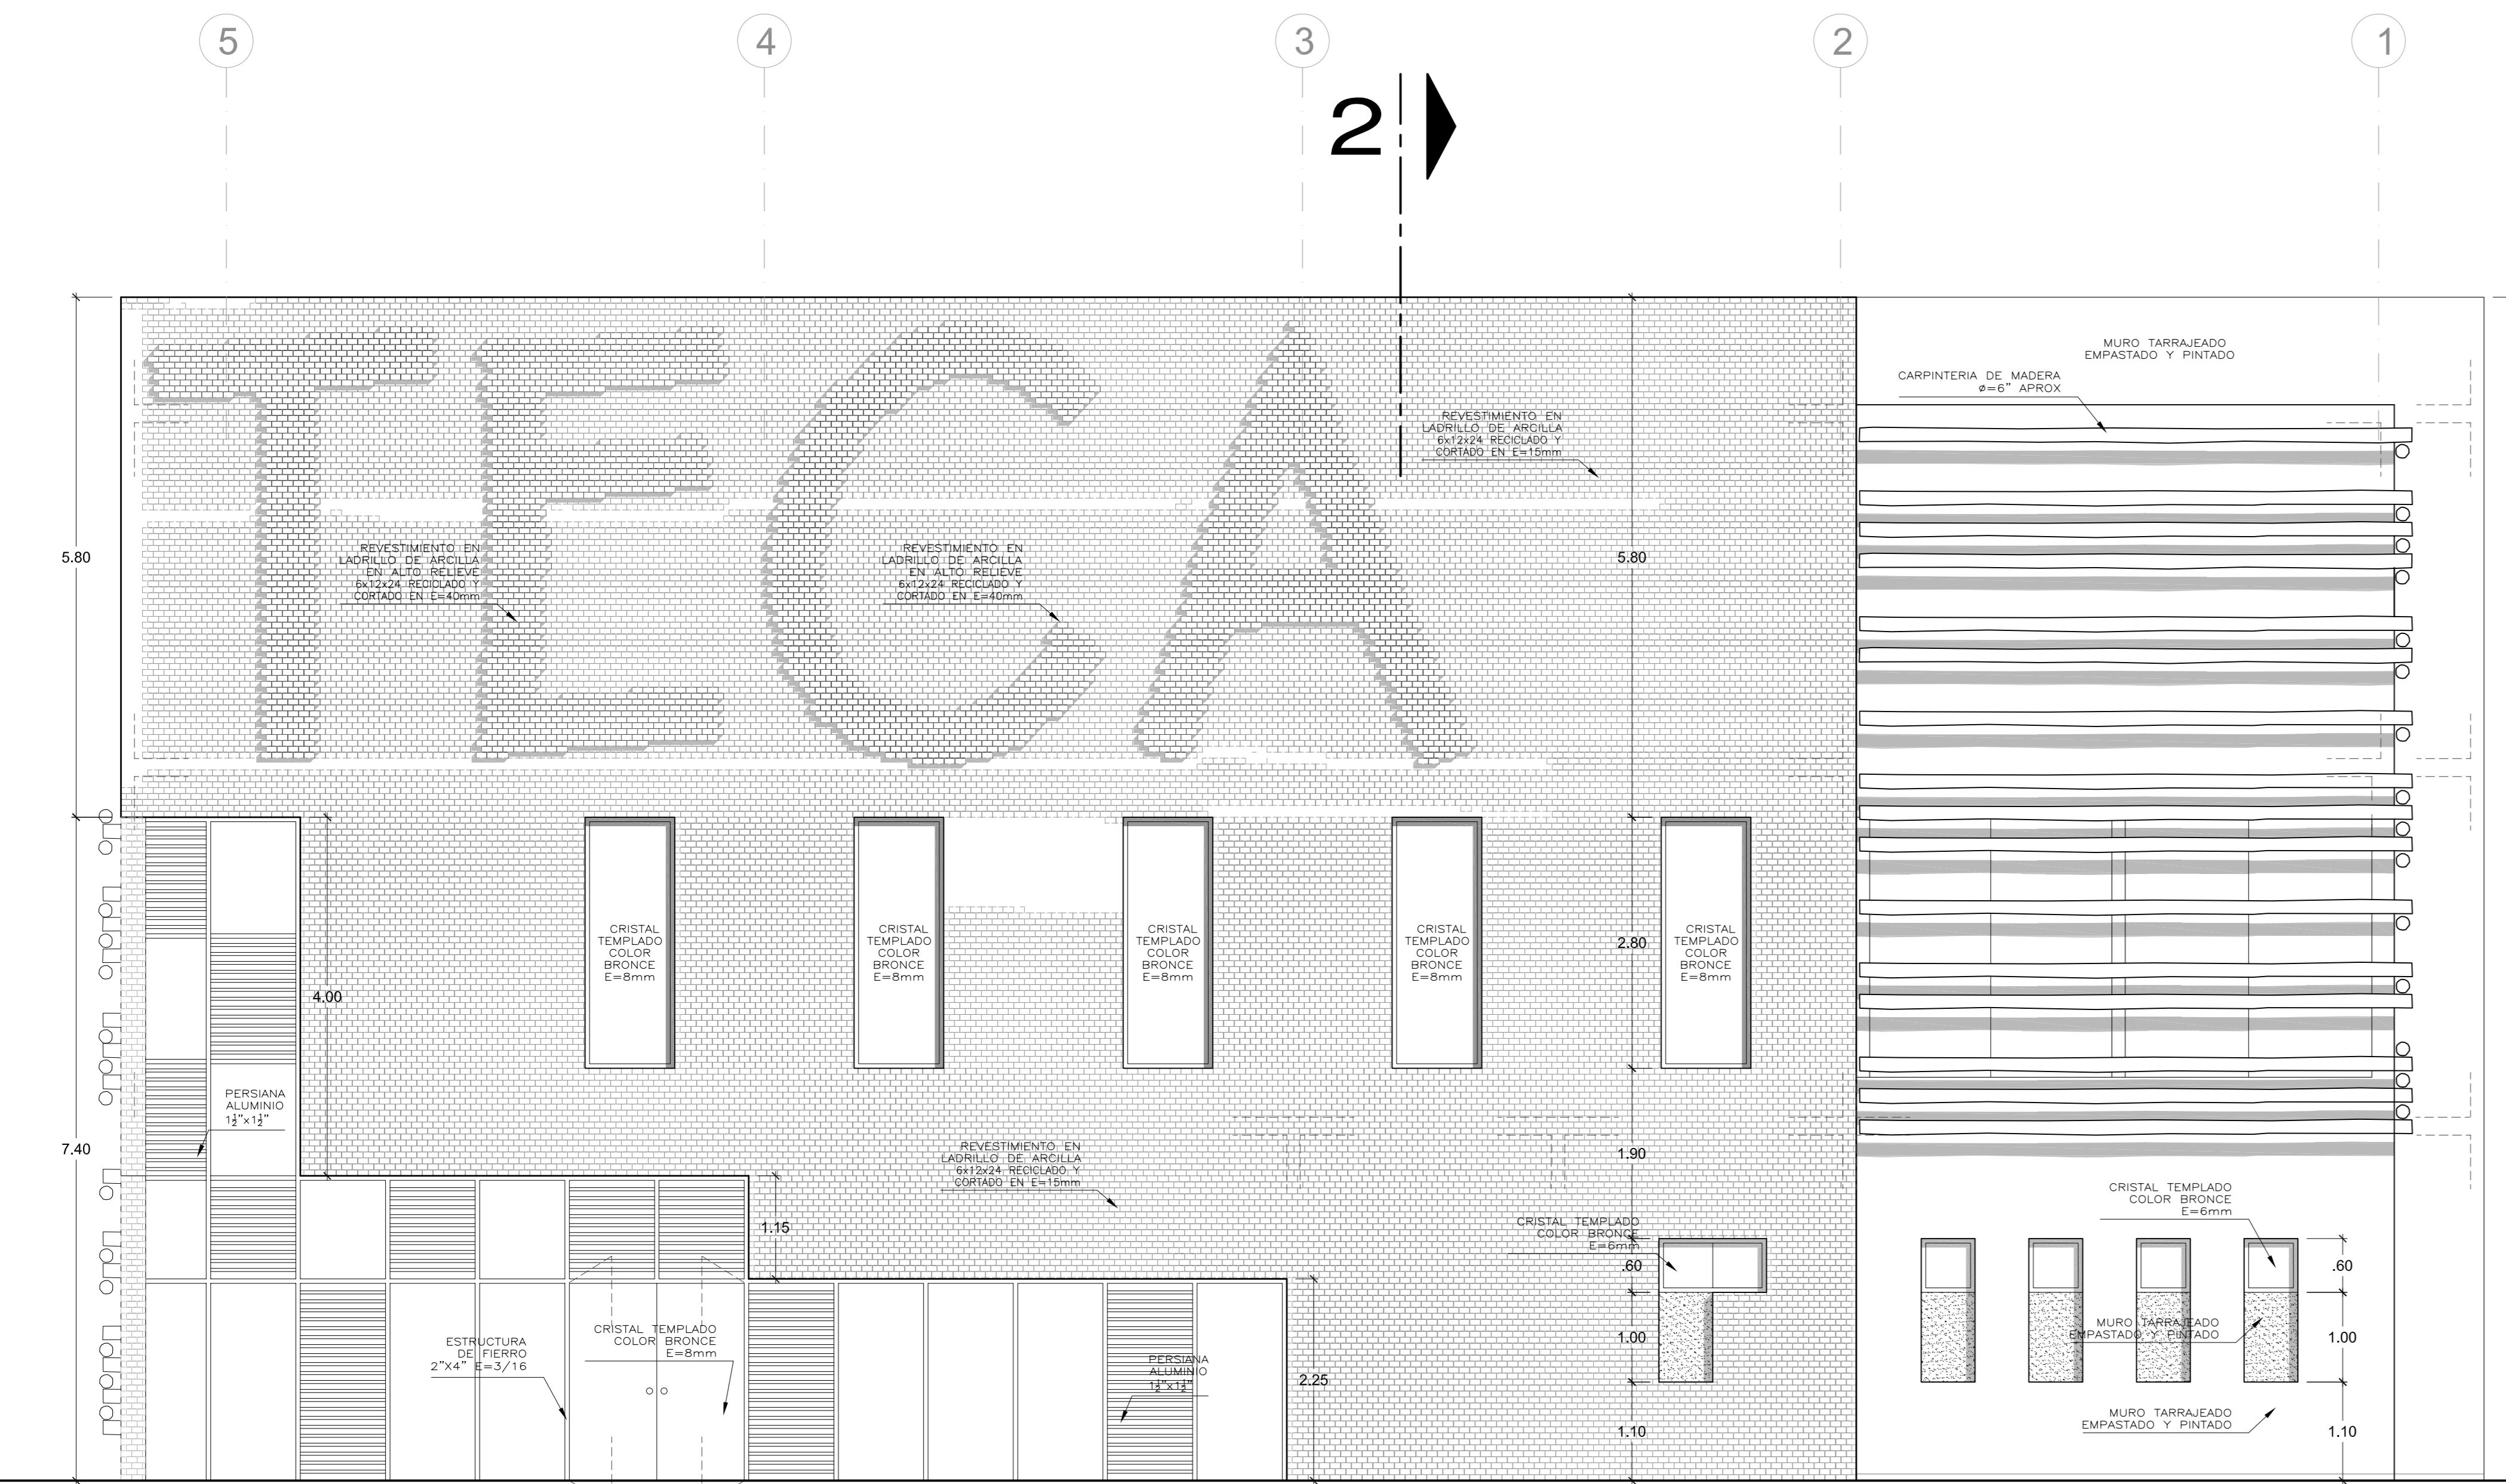 5
4
3
2
1
2
TECA
MURO TARRAJEADO
EMPASTADO Y PINTADO
CARPINTERIA DE MADERA
ø=6" APROX
REVESTIMIENTO EN
LADRILLO DE ARCILLA
6x12x24 RECICLADO Y
CORTADO EN E=15mm
5.80
REVESTIMIENTO EN
LADRILLO DE ARCILLA
EN ALTO RELIEVE
6x12x24 RECICLADO Y
CORTADO EN E=40mm
REVESTIMIENTO EN
LADRILLO DE ARCILLA
EN ALTO RELIEVE
6x12x24 RECICLADO Y
CORTADO EN E=40mm
5.80
CRISTAL
TEMPLADO
COLOR
BRONCE
E=8mm
CRISTAL
TEMPLADO
COLOR
BRONCE
E=8mm
CRISTAL
TEMPLADO
COLOR
BRONCE
E=8mm
CRISTAL
TEMPLADO
COLOR
BRONCE
E=8mm
CRISTAL
TEMPLADO
COLOR
BRONCE
E=8mm
2.80
4.00
PERSIANA
ALUMINIO
1½"x1½"
7.40
REVESTIMIENTO EN
LADRILLO DE ARCILLA
6x12x24 RECICLADO Y
CORTADO EN E=15mm
1.90
1.15
CRISTAL TEMPLADO
COLOR BRONCE
E=6mm
.60
CRISTAL TEMPLADO
COLOR BRONCE
E=6mm
.60
ESTRUCTURA
DE FIERRO
2"X4" E=3/16
CRISTAL TEMPLADO
COLOR BRONCE
E=8mm
PERSIANA
ALUMINIO
1½"x1½"
2.25
1.00
MURO TARRAJEADO
EMPASTADO Y PINTADO
1.00
1.10
MURO TARRAJEADO
EMPASTADO Y PINTADO
1.10